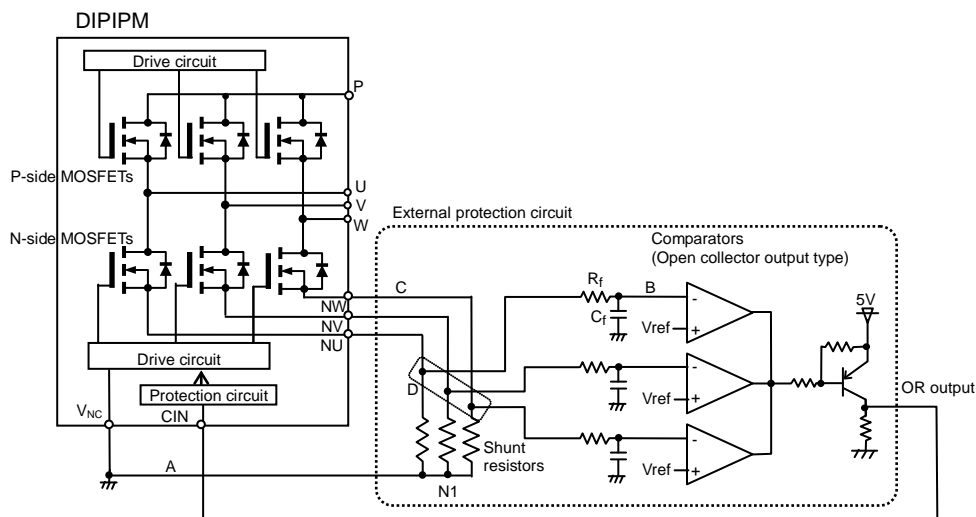 DIPIPM
Drive circuit
P
P-side MOSFETs
U
V
W
External protection circuit
N-side MOSFETs
Comparators
(Open collector output type)
C
Rf
B
-
5V
NW
Cf
Vref
+
NV
NU
Drive circuit
-
OR output
D
Protection circuit
Vref
+
VNC
CIN
-
Shunt
resistors
A
Vref
+
N1